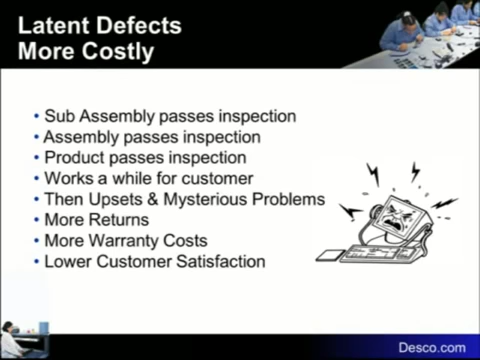 Latent Defects
More Costly
• Sub Assembly passes inspection
• Assembly passes inspection
• Product passes inspection
• Works a while for customer
• Then Upsets & Mysterious Problems
• More Returns
• More Warranty Costs
• Lower Customer Satisfaction
Desco.com